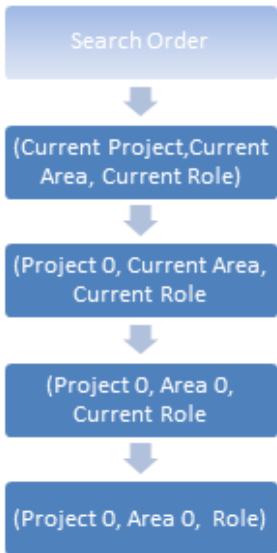 Search Order
(Current Project,Current
Area, Current Role)
(Project 0, Current Area,
Current Role
(Project 0, Area 0,
Current Role
(Project 0, Area 0,  Role)